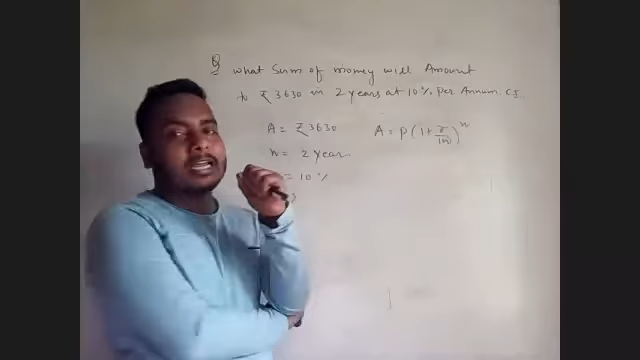 Q What Sum of money will Amount
to ₹ 3630 in 2 years at 10% Per Annum. C.I.
A = ₹ 3630 A = P(1+r/100)^n
n = 2 year
= 10 %